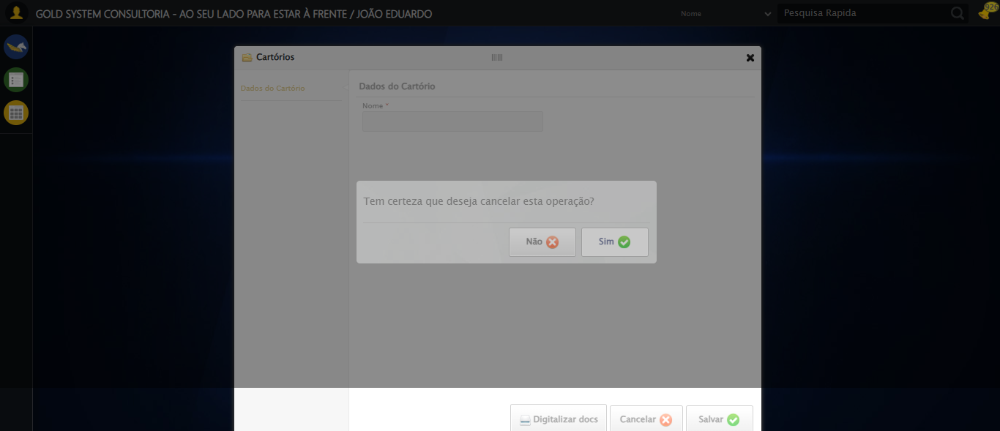 GOLD SYSTEM CONSULTORIA - AO SEU LADO PARA ESTAR À FRENTE / JOÃO EDUARDO
Nome
Pesquisa Rapida
926
Cartórios
Dados do Cartório
Dados do Cartório
Nome *
Tem certeza que deseja cancelar esta operação?
Não
Sim
Digitalizar docs
Cancelar
Salvar